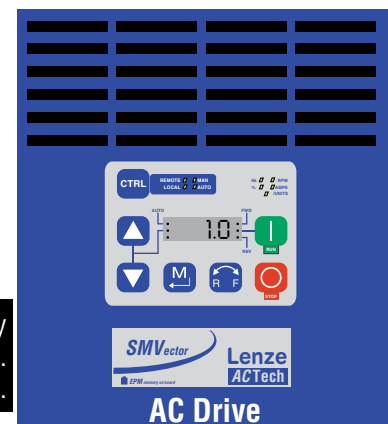 CTRL
REMOTE MAN
LOCAL AUTO
Hz RPM
% AMPS
/UNITS
AUTO
FWD
1.0
RUN
REV
M
R F
STOP
SMVector
EPM memory on board
Lenze
ACTech
AC Drive